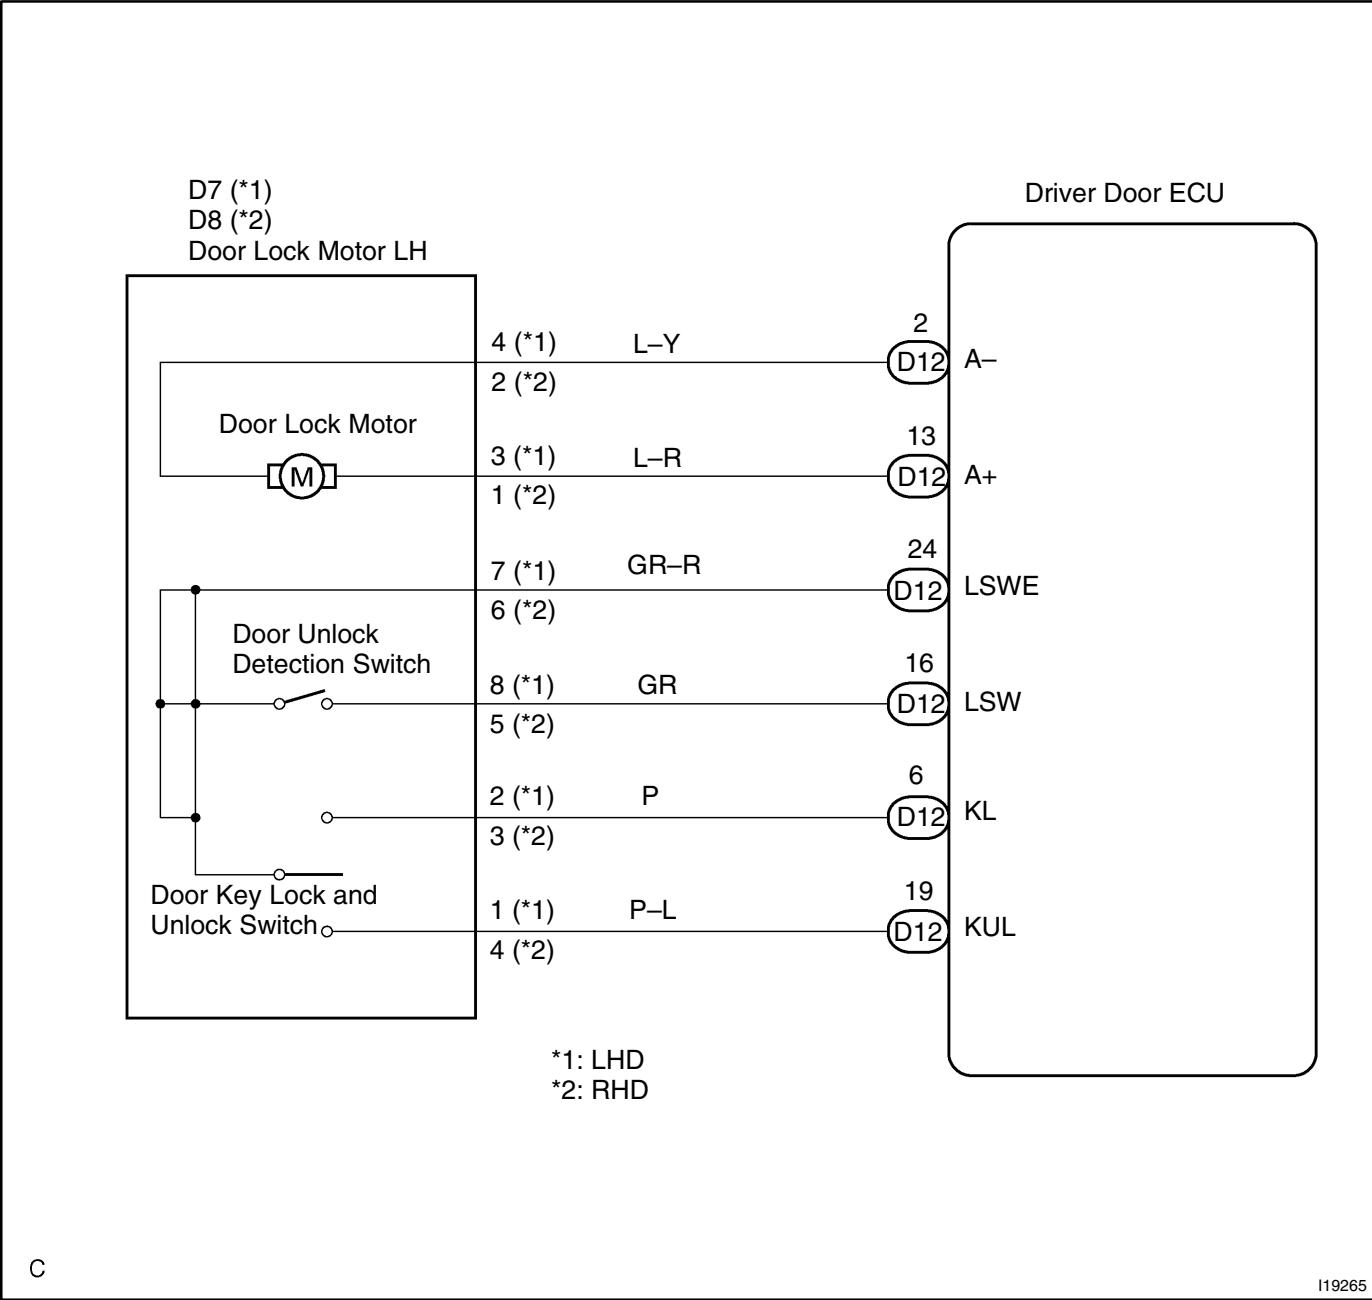 D7 (*1)
D8 (*2)
Door Lock Motor LH
Driver Door ECU
4 (*1)
L–Y
2
2 (*2)
D12
A–
Door Lock Motor
M
3 (*1)
L–R
13
1 (*2)
D12
A+
7 (*1)
GR–R
24
6 (*2)
D12
LSWE
Door Unlock
Detection Switch
8 (*1)
GR
16
5 (*2)
D12
LSW
2 (*1)
P
6
3 (*2)
D12
KL
Door Key Lock and
Unlock Switch
1 (*1)
P–L
19
4 (*2)
D12
KUL
*1: LHD
*2: RHD
C
I19265